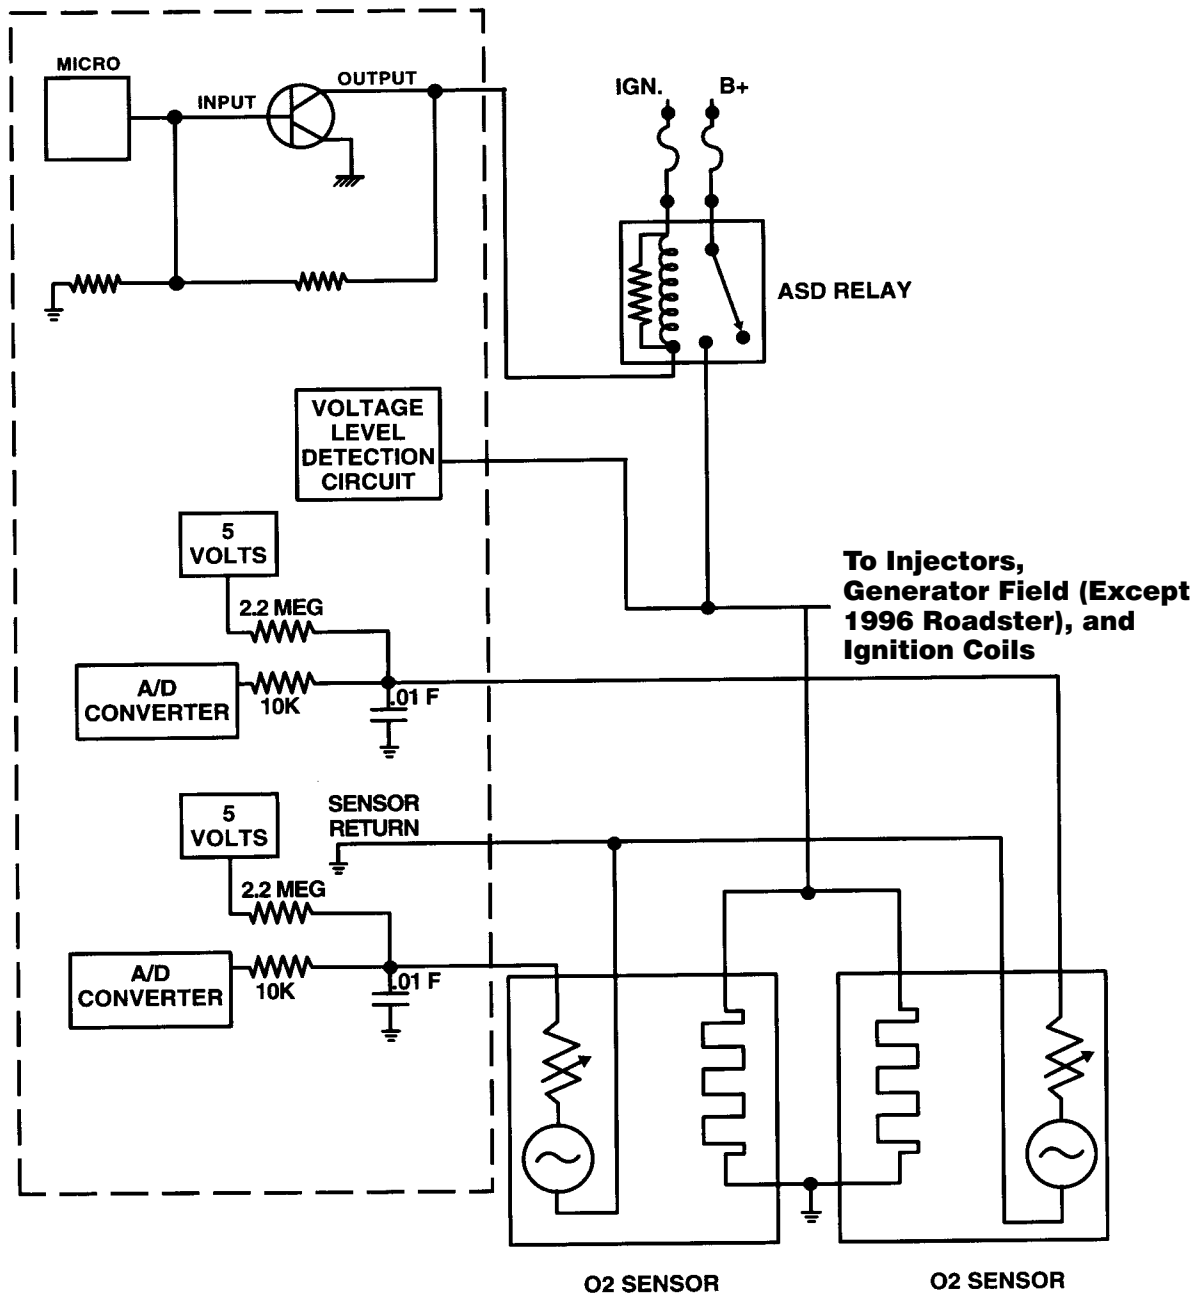 MICRO
INPUT
OUTPUT
IGN.
B+
ASD RELAY
VOLTAGE
LEVEL
DETECTION
CIRCUIT
5
VOLTS
2.2 MEG
A/D
CONVERTER
10K
.01 F
To Injectors,
Generator Field (Except
1996 Roadster), and
Ignition Coils
5
VOLTS
SENSOR
RETURN
2.2 MEG
A/D
CONVERTER
10K
.01 F
O2 SENSOR
O2 SENSOR